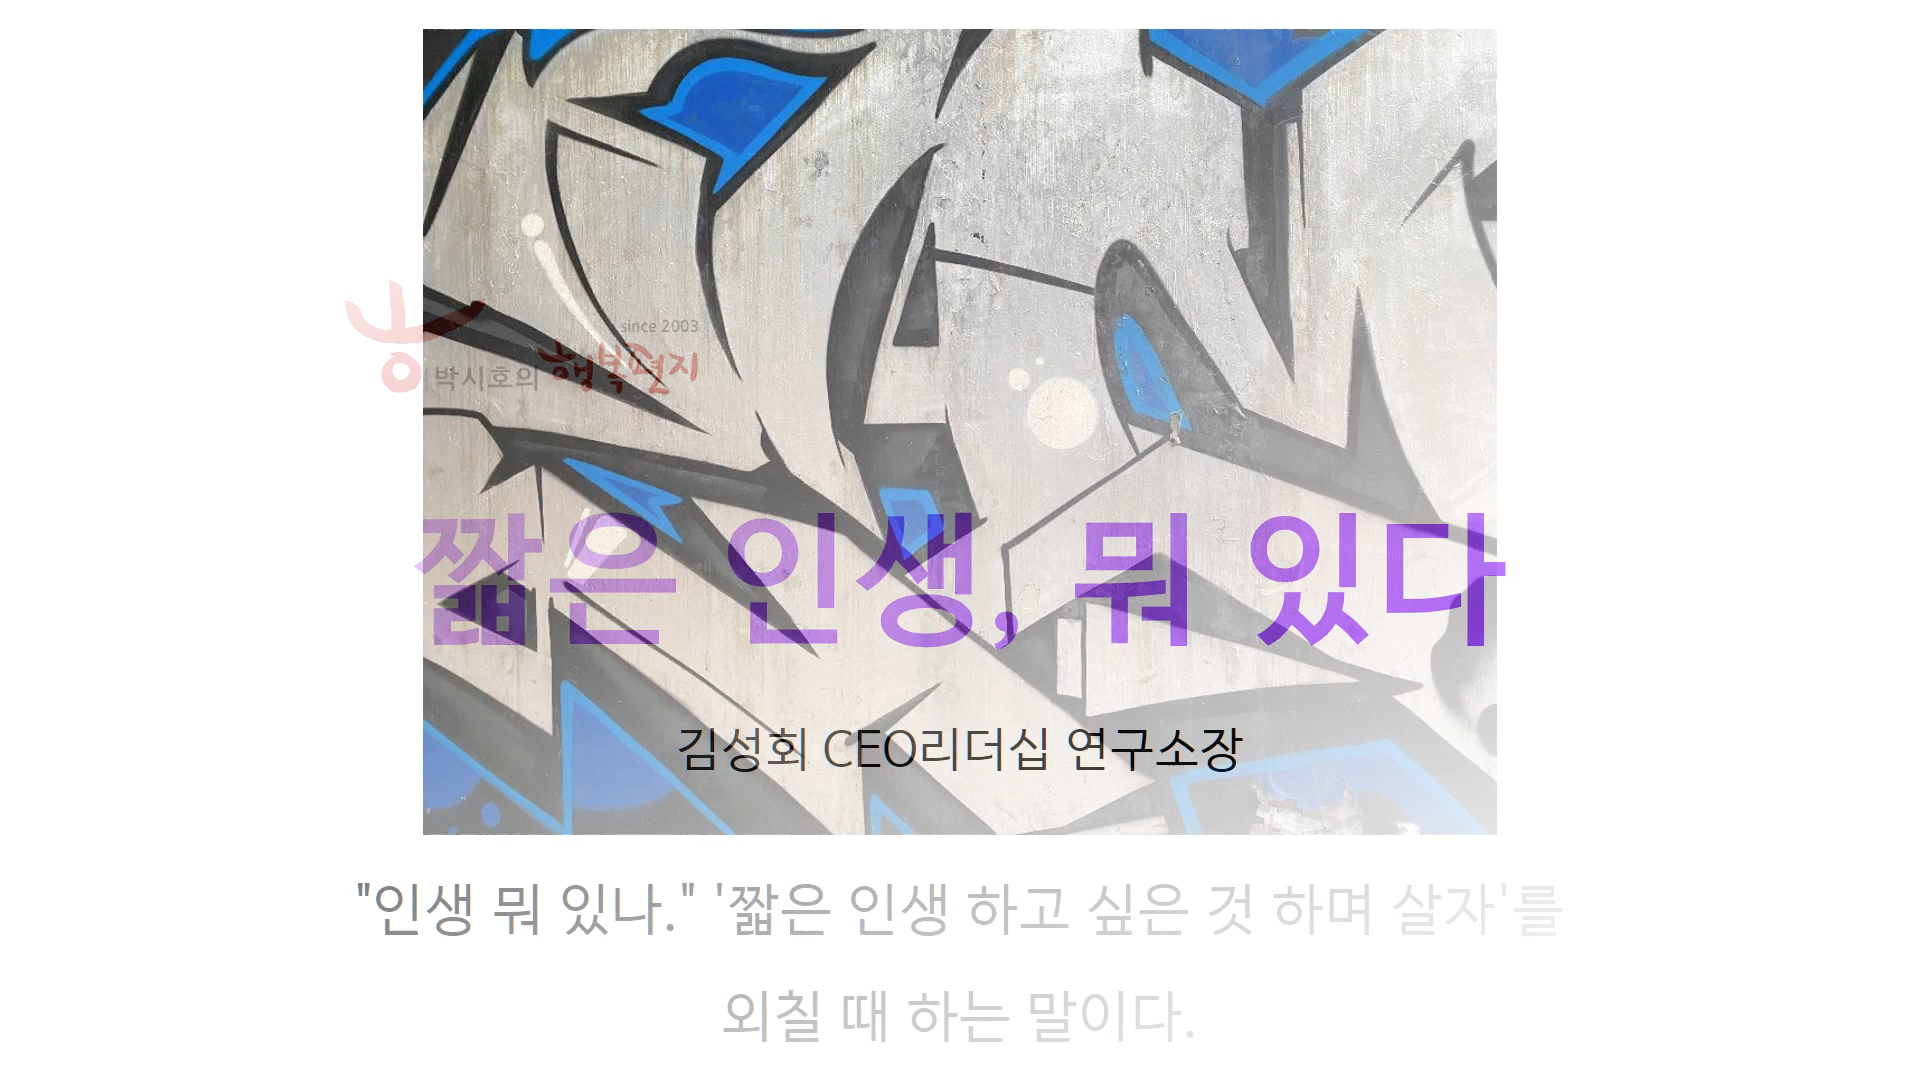 since 2003
박시호의 행복편지
짧은 인생, 뭐 있다
김성회 CEO리더십 연구소장
"인생 뭐 있나." '짧은 인생 하고 싶은 것 하며 살자'를
외칠 때 하는 말이다.